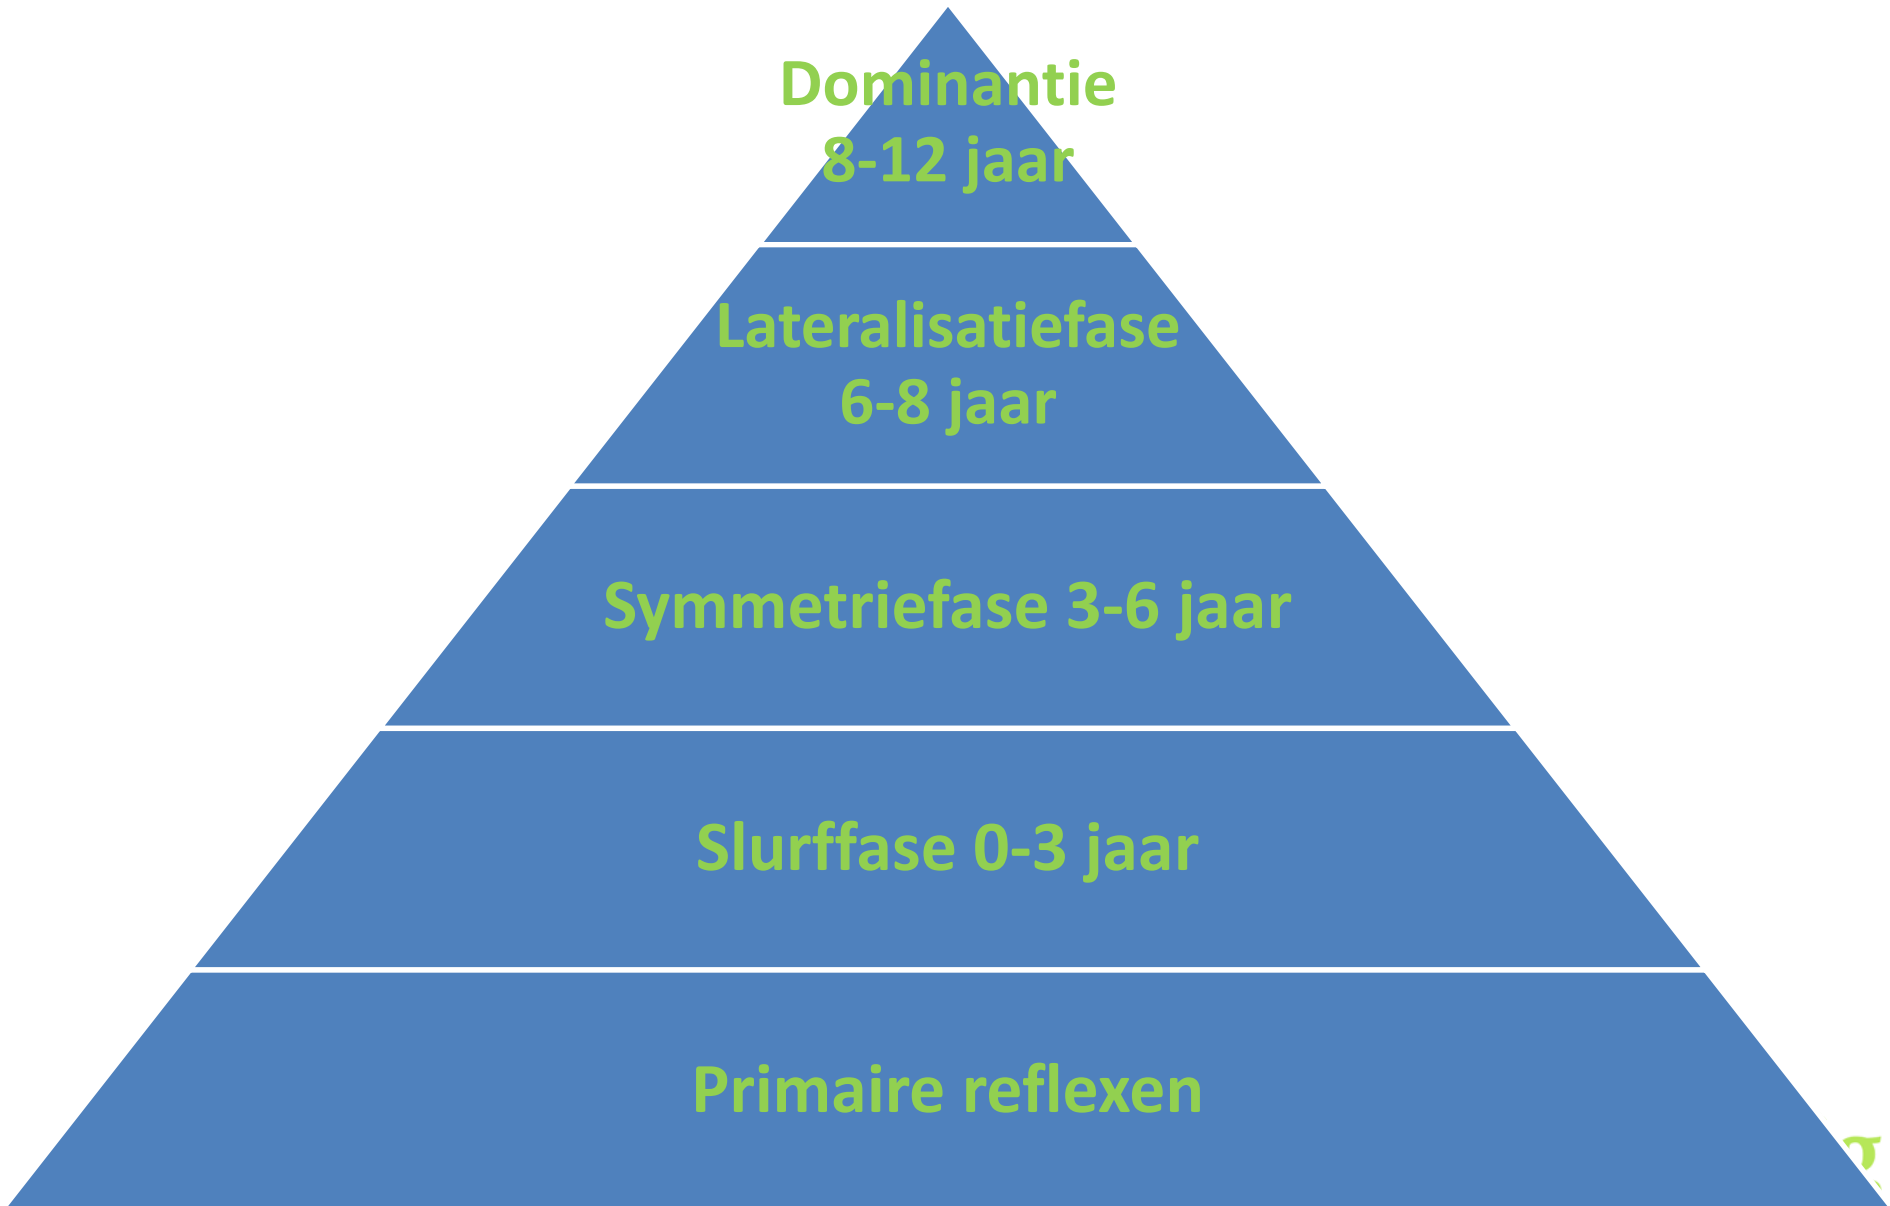 Dominantie
8-12 jaar
Lateralisatiefase
6-8 jaar
Symmetriefase 3-6 jaar
Slurffase 0-3 jaar
Primaire reflexen